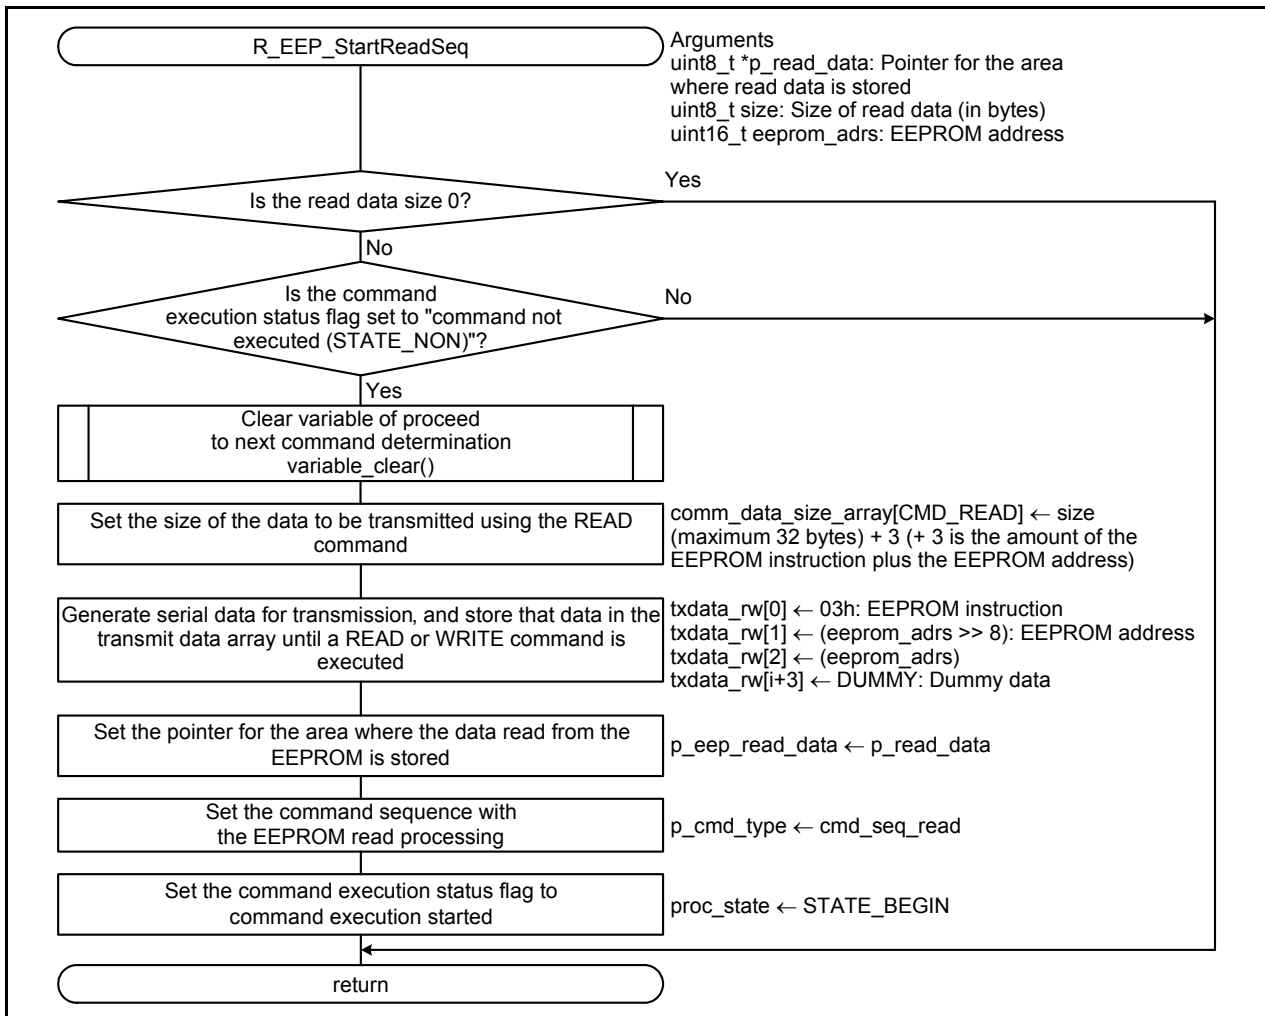 R_EEP_StartReadSeq
Arguments
uint8_t *p_read_data: Pointer for the area
where read data is stored
uint8_t size: Size of read data (in bytes)
uint16_t eeprom_adrs: EEPROM address
Is the read data size 0?
Yes
No
Is the command
execution status flag set to "command not
executed (STATE_NON)"?
No
Yes
Clear variable of proceed
to next command determination
variable_clear()
Set the size of the data to be transmitted using the READ
command
comm_data_size_array[CMD_READ] ← size
(maximum 32 bytes) + 3 (+ 3 is the amount of the
EEPROM instruction plus the EEPROM address)
Generate serial data for transmission, and store that data in the
transmit data array until a READ or WRITE command is
executed
txdata_rw[0] ← 03h: EEPROM instruction
txdata_rw[1] ← (eeprom_adrs >> 8): EEPROM address
txdata_rw[2] ← (eeprom_adrs)
txdata_rw[i+3] ← DUMMY: Dummy data
Set the pointer for the area where the data read from the
EEPROM is stored
p_eep_read_data ← p_read_data
Set the command sequence with
the EEPROM read processing
p_cmd_type ← cmd_seq_read
Set the command execution status flag to
command execution started
proc_state ← STATE_BEGIN
return